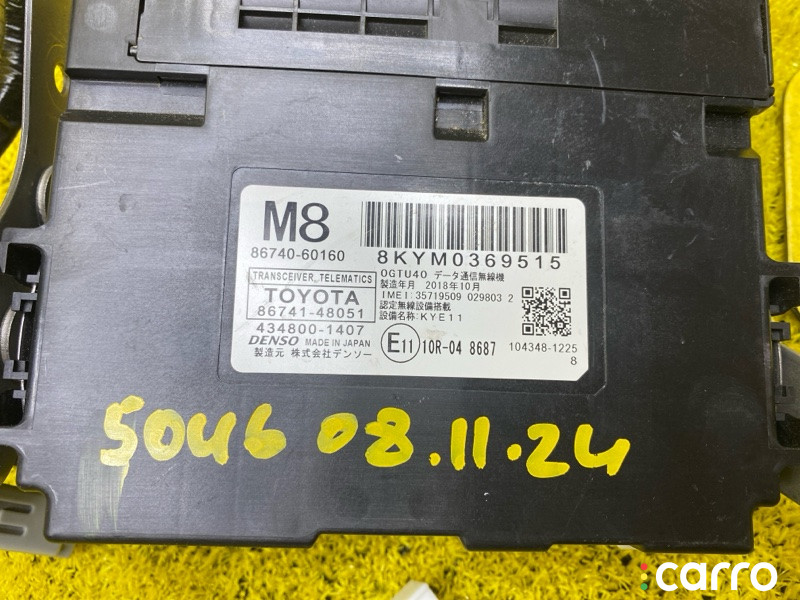 M8
86740-60160
8KYM0369515
TRANSCEIVER, TELEMATICS
TOYOTA
86741-48051
434800-1407
DENSO MADE IN JAPAN
製造元 株式会社デンソー
OGTU40 データ通信無線機
製造年月 2018年10月
IMEI:35719509 029803 2
認定無線設備搭載
設備名称:KYE11
E11 10R-04 8687
104348-1225
8
5046 08.11.24
carro